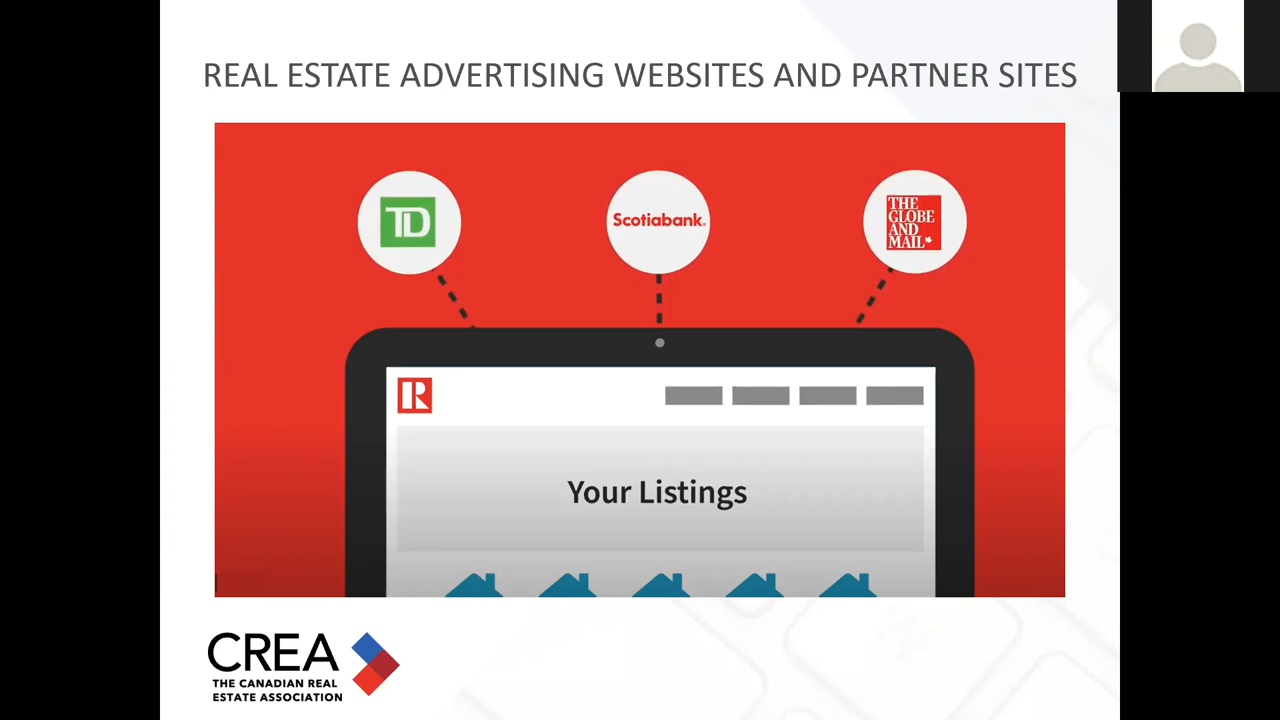 REAL ESTATE ADVERTISING WEBSITES AND PARTNER SITES
TD
Scotiabank®
THE
GLOBE
AND
MAIL
R
Your Listings
CREA
THE CANADIAN REAL
ESTATE ASSOCIATION